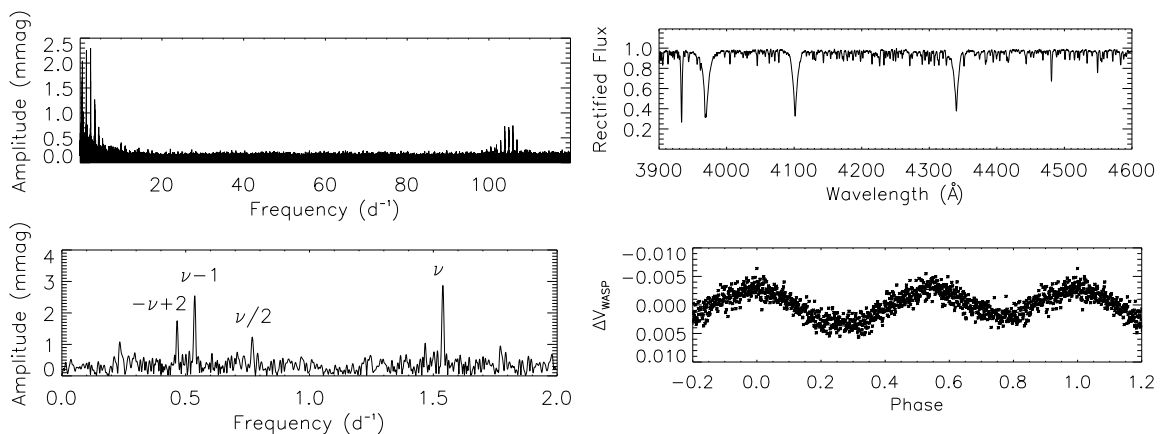 Amplitude (mmag)
2.5
2.0
1.5
1.0
0.5
0.0
20 40 60 80 100
Frequency (d⁻¹)
Rectified Flux
1.0
0.8
0.6
0.4
0.2
3900 4000 4100 4200 4300 4400 4500 4600
Wavelength (Å)
Amplitude (mmag)
4
3
2
1
0
ν−1
−ν+2
ν/2
ν
0.0 0.5 1.0 1.5 2.0
Frequency (d⁻¹)
ΔV_WASP
−0.010
−0.005
0.000
0.005
0.010
−0.2 0.0 0.2 0.4 0.6 0.8 1.0 1.2
Phase